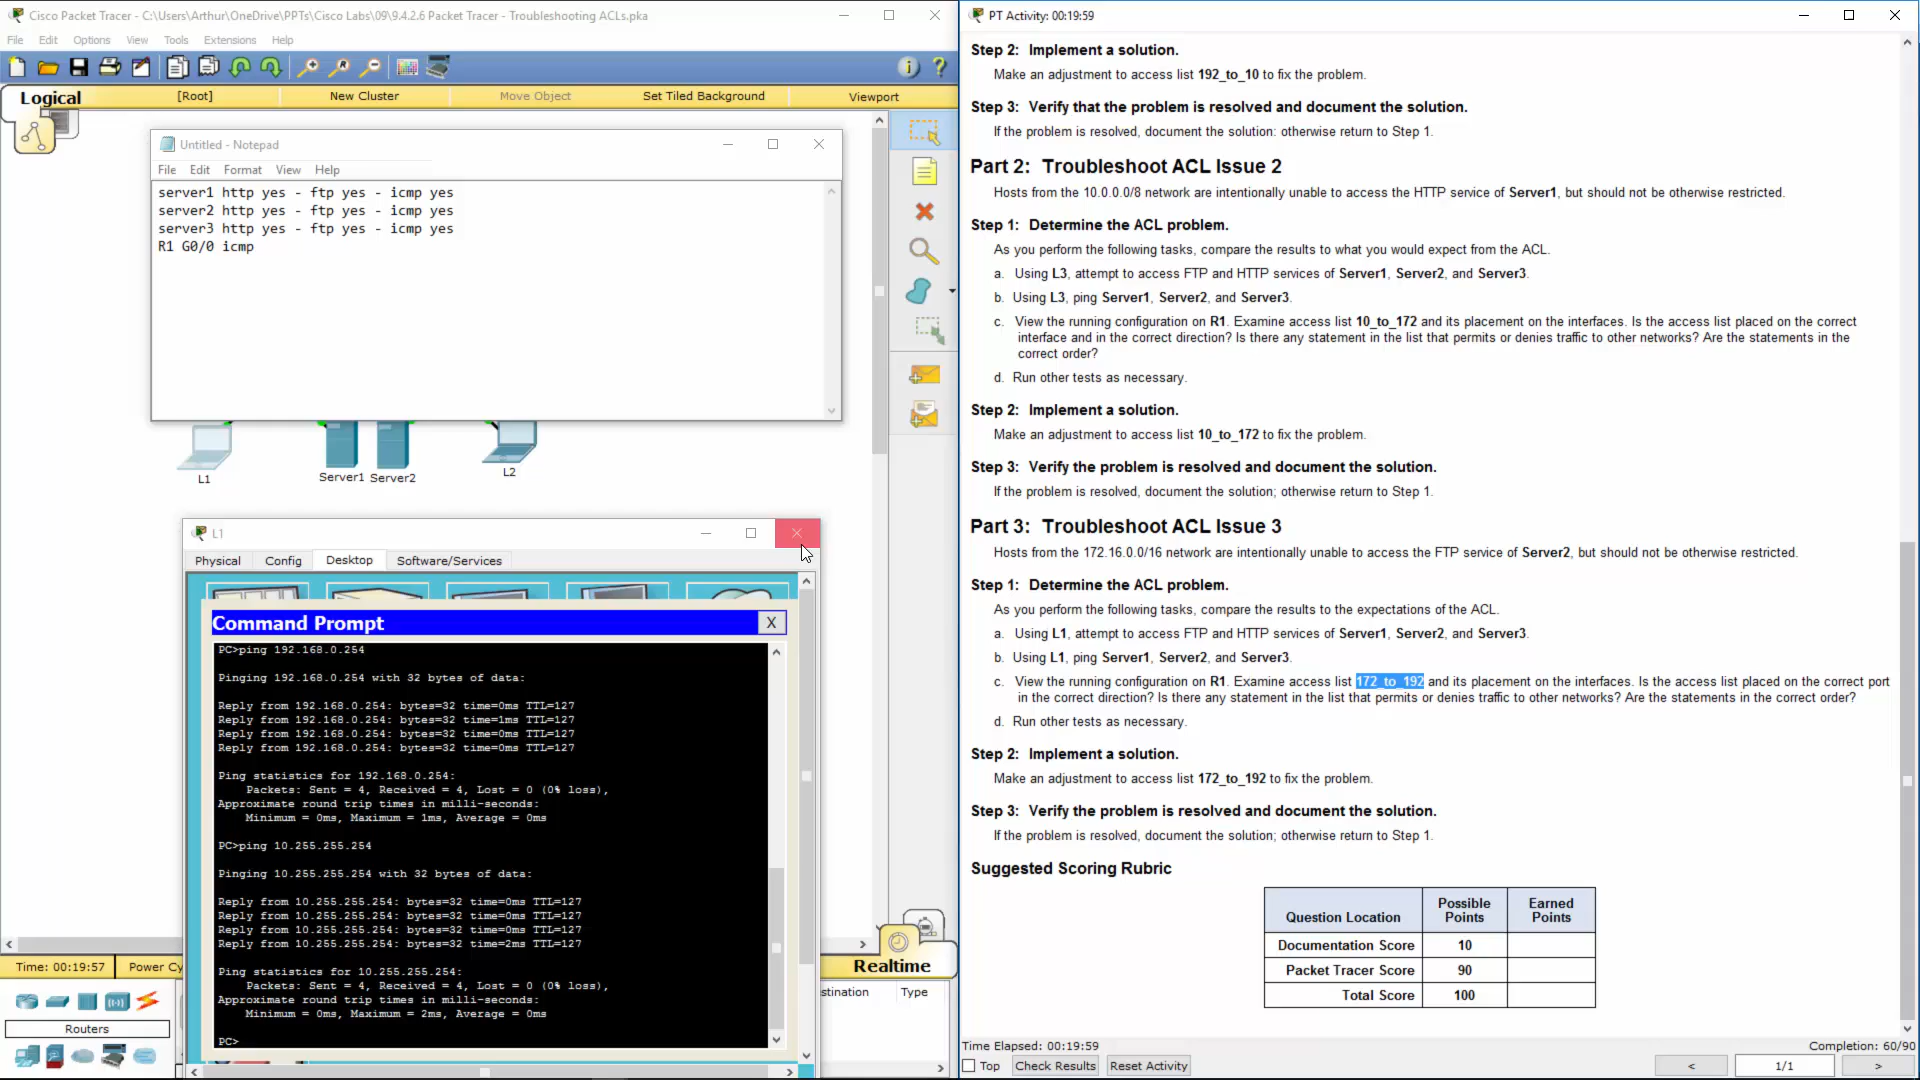 Cisco Packet Tracer - C:\Users\Arthur\OneDrive\PPTs\Cisco Labs\09\9.4.2.6 Packet Tracer - Troubleshooting ACLs.pka
File Edit Options View Tools Extensions Help
Logical [Root] New Cluster Move Object Set Tiled Background Viewport
Untitled - Notepad
File Edit Format View Help
server1 http yes - ftp yes - icmp yes
server2 http yes - ftp yes - icmp yes
server3 http yes - ftp yes - icmp yes
R1 G0/0 icmp
L1
Server1 Server2
L2
L1
Physical Config Desktop Software/Services
Command Prompt X
PC>ping 192.168.0.254
Pinging 192.168.0.254 with 32 bytes of data:
Reply from 192.168.0.254: bytes=32 time=0ms TTL=127
Reply from 192.168.0.254: bytes=32 time=1ms TTL=127
Reply from 192.168.0.254: bytes=32 time=0ms TTL=127
Reply from 192.168.0.254: bytes=32 time=0ms TTL=127
Ping statistics for 192.168.0.254:
Packets: Sent = 4, Received = 4, Lost = 0 (0% loss),
Approximate round trip times in milli-seconds:
Minimum = 0ms, Maximum = 1ms, Average = 0ms
PC>ping 10.255.255.254
Pinging 10.255.255.254 with 32 bytes of data:
Reply from 10.255.255.254: bytes=32 time=0ms TTL=127
Reply from 10.255.255.254: bytes=32 time=0ms TTL=127
Reply from 10.255.255.254: bytes=32 time=0ms TTL=127
Reply from 10.255.255.254: bytes=32 time=2ms TTL=127
Ping statistics for 10.255.255.254:
Packets: Sent = 4, Received = 4, Lost = 0 (0% loss),
Approximate round trip times in milli-seconds:
Minimum = 0ms, Maximum = 2ms, Average = 0ms
PC>
Time: 00:19:57 Power Cy
Realtime
stination Type
Routers
PT Activity: 00:19:59
Step 2: Implement a solution.
Make an adjustment to access list 192_to_10 to fix the problem.
Step 3: Verify that the problem is resolved and document the solution.
If the problem is resolved, document the solution: otherwise return to Step 1.
Part 2: Troubleshoot ACL Issue 2
Hosts from the 10.0.0.0/8 network are intentionally unable to access the HTTP service of Server1, but should not be otherwise restricted.
Step 1: Determine the ACL problem.
As you perform the following tasks, compare the results to what you would expect from the ACL.
a. Using L3, attempt to access FTP and HTTP services of Server1, Server2, and Server3.
b. Using L3, ping Server1, Server2, and Server3.
c. View the running configuration on R1. Examine access list 10_to_172 and its placement on the interfaces. Is the access list placed on the correct
interface and in the correct direction? Is there any statement in the list that permits or denies traffic to other networks? Are the statements in the
correct order?
d. Run other tests as necessary.
Step 2: Implement a solution.
Make an adjustment to access list 10_to_172 to fix the problem.
Step 3: Verify the problem is resolved and document the solution.
If the problem is resolved, document the solution; otherwise return to Step 1.
Part 3: Troubleshoot ACL Issue 3
Hosts from the 172.16.0.0/16 network are intentionally unable to access the FTP service of Server2, but should not be otherwise restricted.
Step 1: Determine the ACL problem.
As you perform the following tasks, compare the results to the expectations of the ACL.
a. Using L1, attempt to access FTP and HTTP services of Server1, Server2, and Server3.
b. Using L1, ping Server1, Server2, and Server3.
c. View the running configuration on R1. Examine access list 172_to_192 and its placement on the interfaces. Is the access list placed on the correct port
in the correct direction? Is there any statement in the list that permits or denies traffic to other networks? Are the statements in the correct order?
d. Run other tests as necessary.
Step 2: Implement a solution.
Make an adjustment to access list 172_to_192 to fix the problem.
Step 3: Verify the problem is resolved and document the solution.
If the problem is resolved, document the solution; otherwise return to Step 1.
Suggested Scoring Rubric
Question Location Possible Points Earned Points
Documentation Score 10
Packet Tracer Score 90
Total Score 100
Time Elapsed: 00:19:59 Completion: 60/90
Top Check Results Reset Activity < 1/1 >